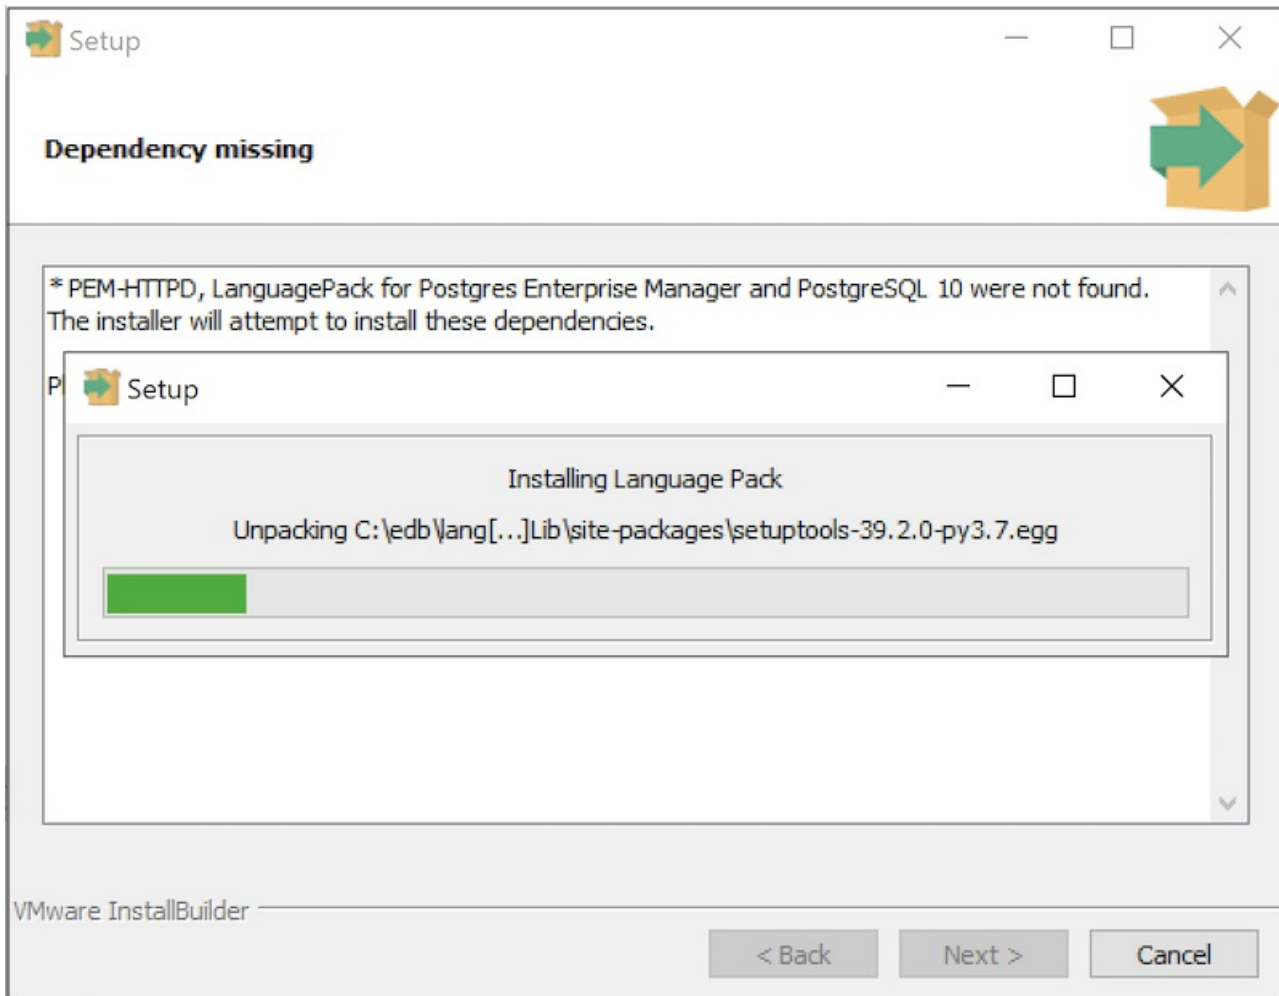 Setup
Dependency missing
* PEM-HTTPD, LanguagePack for Postgres Enterprise Manager and PostgreSQL 10 were not found.
The installer will attempt to install these dependencies.
Setup
Installing Language Pack
Unpacking C:\edb\lang[...]Lib\site-packages\setuptools-39.2.0-py3.7.egg
VMware InstallBuilder
< Back
Next >
Cancel